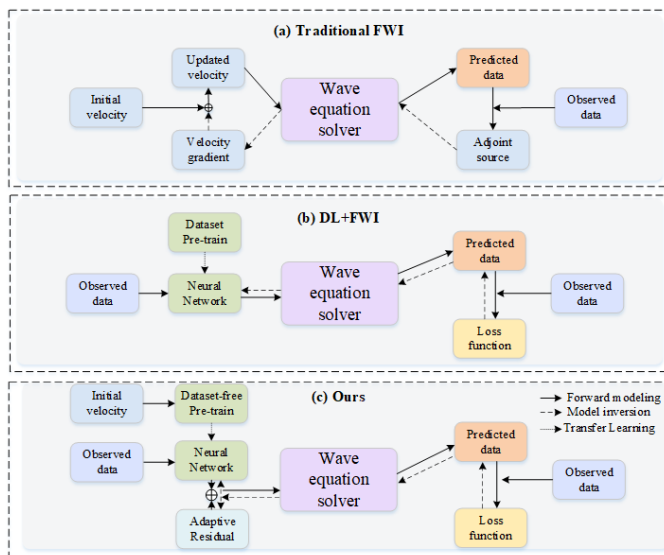 (a) Traditional FWI
Updated
velocity
Initial
velocity
Velocity
gradient
Wave
equation
solver
Predicted
data
Observed
data
Adjoint
source
(b) DL+FWI
Dataset
Pre-train
Observed
data
Neural
Network
Wave
equation
solver
Predicted
data
Observed
data
Loss
function
(c) Ours
Initial
velocity
Dataset-free
Pre-train
Observed
data
Neural
Network
Adaptive
Residual
Wave
equation
solver
Predicted
data
Observed
data
Loss
function
Forward modeling
Model inversion
Transfer Learning